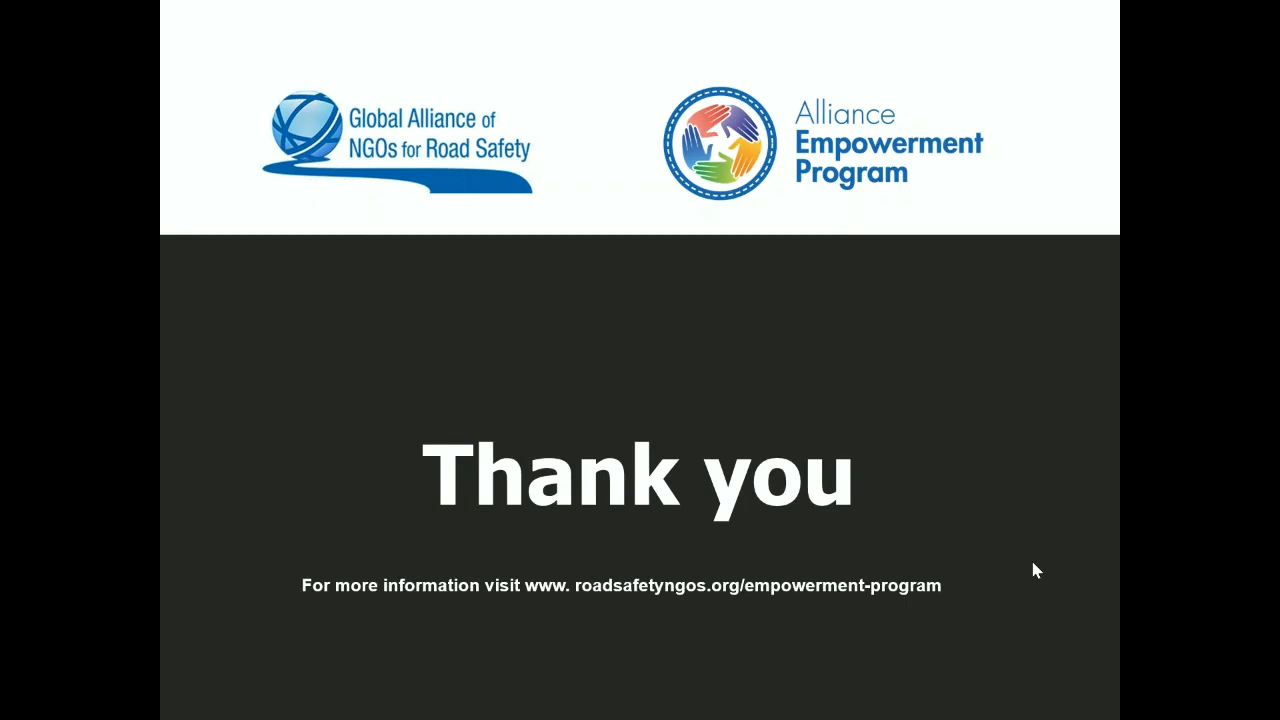 Global Alliance of
NGOs for Road Safety
Alliance
Empowerment
Program
Thank you
For more information visit www. roadsafetyngos.org/empowerment-program